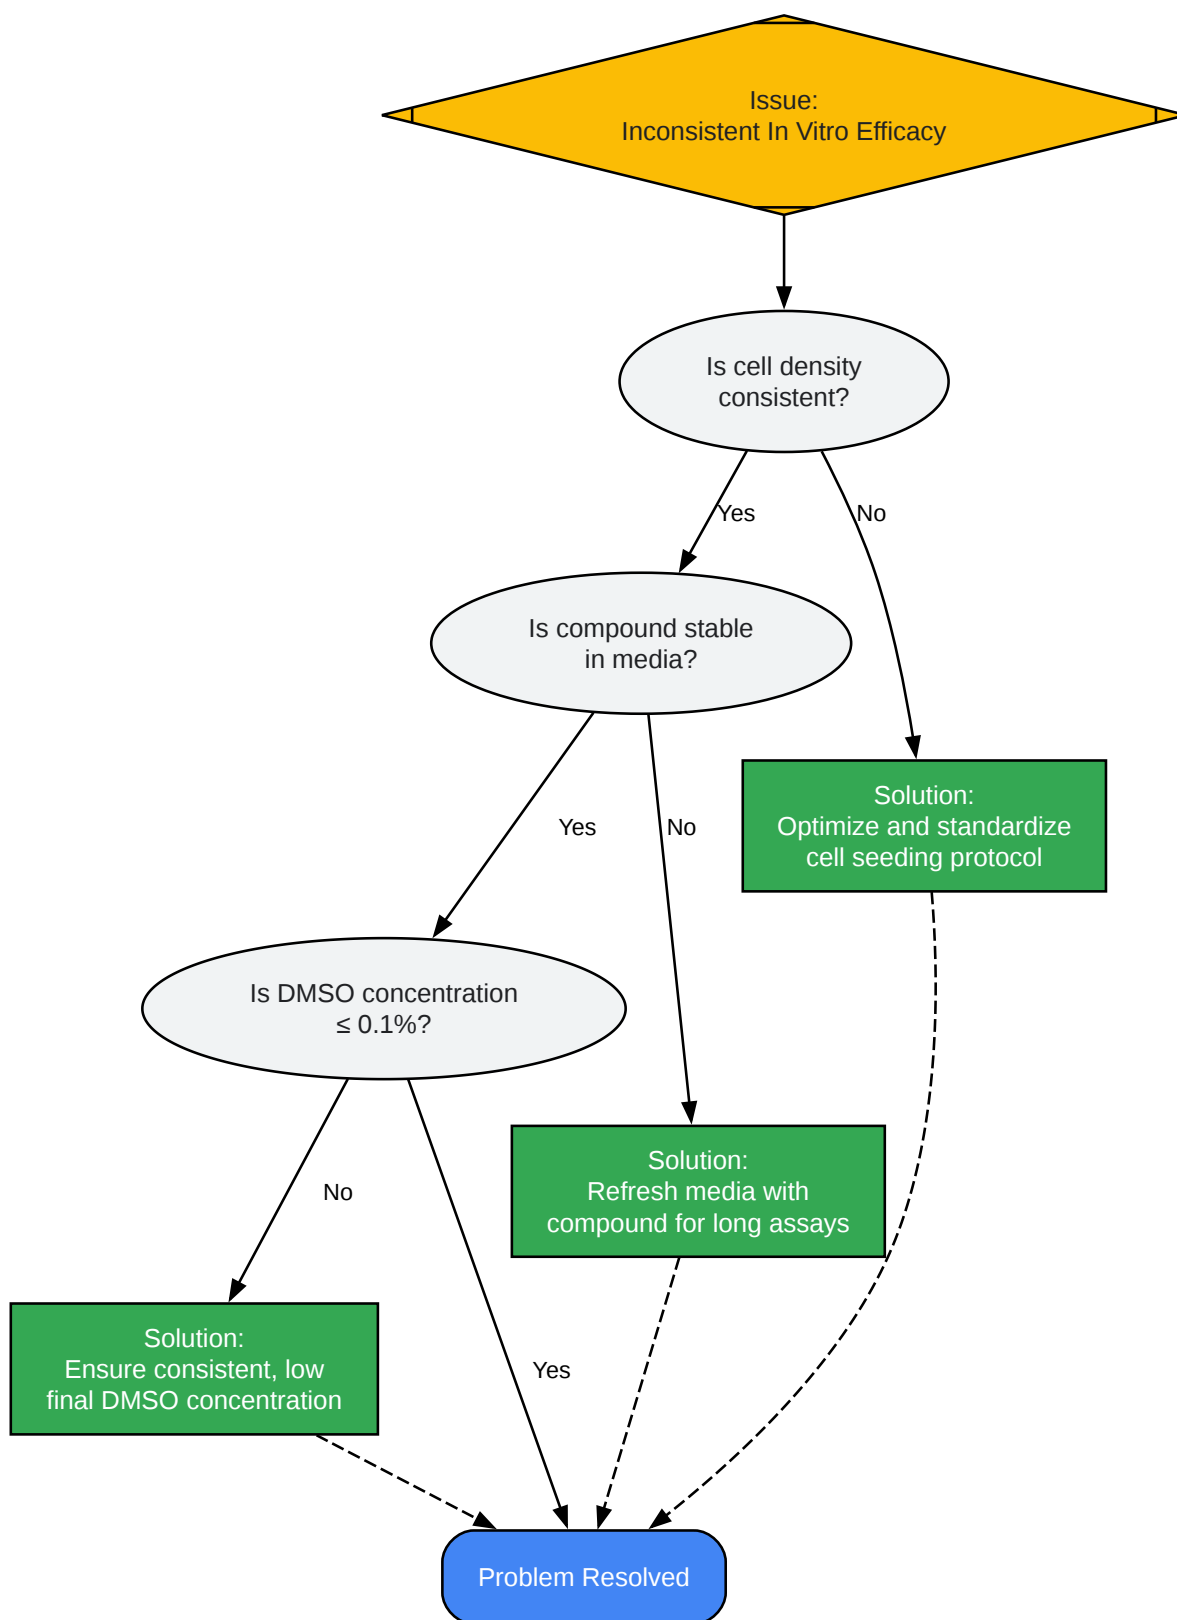 Issue:
Inconsistent In Vitro Efficacy
Is cell density
consistent?
Yes
No
Is compound stable
in media?
Solution:
Optimize and standardize
cell seeding protocol
Yes
No
Is DMSO concentration
≤ 0.1%?
Solution:
Refresh media with
compound for long assays
No
Yes
Solution:
Ensure consistent, low
final DMSO concentration
Problem Resolved